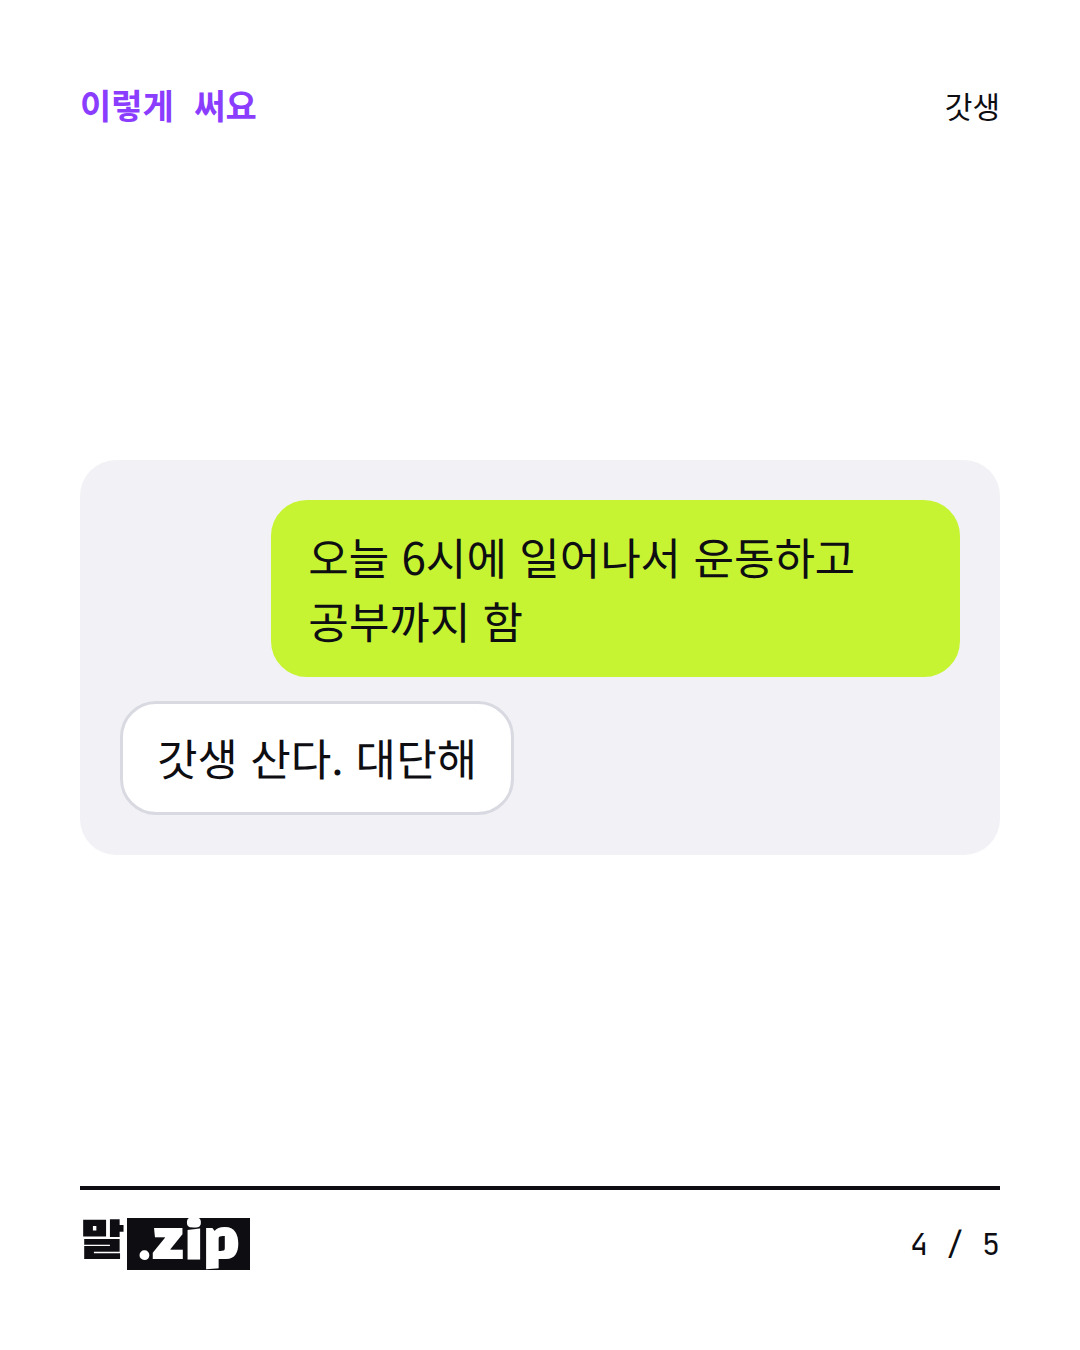 이렇게 써요
갓생
오늘 6시에 일어나서 운동하고
공부까지 함
갓생 산다. 대단해
말.zip
4 / 5